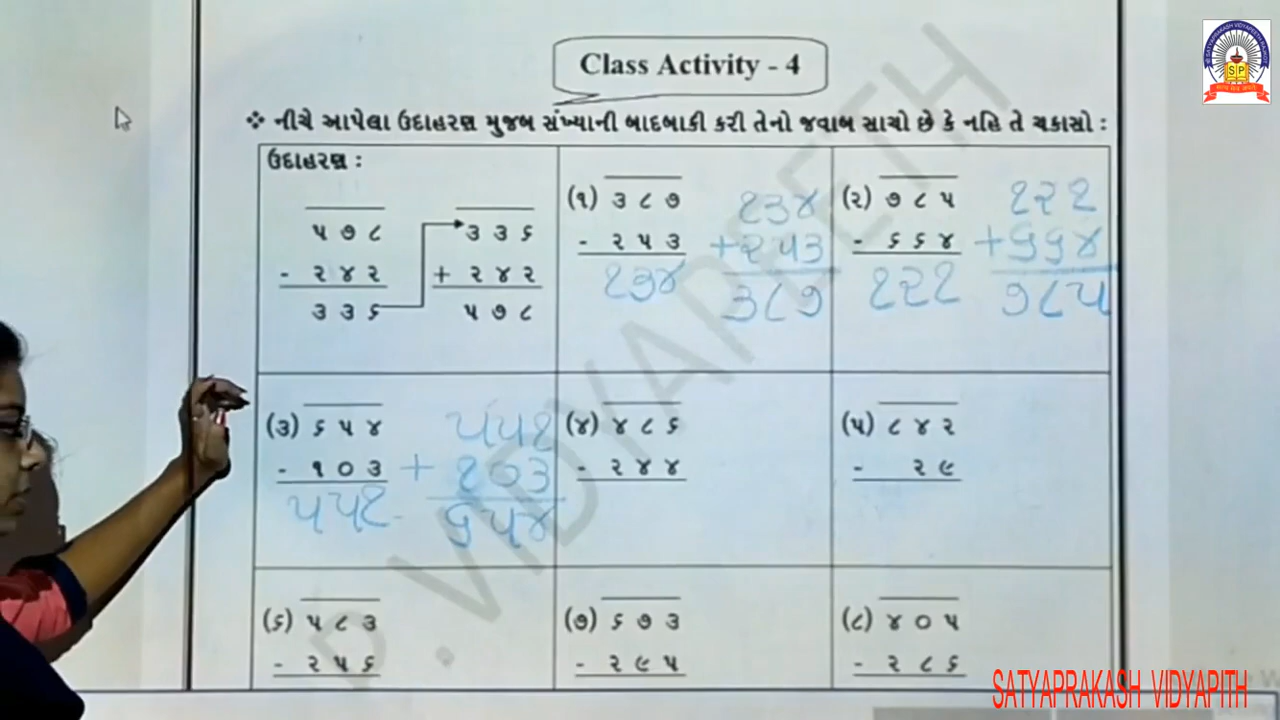 Class Activity - 4
❖ નીચે આપેલા ઉદાહરણ મુજબ સંખ્યાની બાદબાકી કરી તેનો જવાબ સાચો છે કે નહિ તે ચકાસો :
ઉદાહરણ :
૫ ૭ ૮
- ૨ ૪ ૨
૩ ૩ ૬
૩ ૩ ૬
+ ૨ ૪ ૨
૫ ૭ ૮
(૧) ૩ ૮ ૭
- ૨ ૫ ૩
૧૩૪
૧૩૪
+૨૫૩
૩૮૭
(૨) ૭ ૮ ૫
- ૬ ૬ ૪
૧૨૧
૧૨૧
+૬૬૪
૭૮૫
(૩) ૬ ૫ ૪
- ૧ ૦ ૩
૫૫૧
૫૫૧
+ ૧૦૩
૬૫૪
(૪) ૪ ૮ ૬
- ૨ ૪ ૪
(૫) ૮ ૪ ૨
- ૨ ૯
(૬) ૫ ૮ ૩
- ૨ ૫ ૬
(૭) ૬ ૭ ૩
- ૨ ૯ ૫
(૮) ૪ ૦ ૫
- ૨ ૮ ૬
P. VIDYAPEETH
SP
SATYAPRAKASH VIDYAPITH